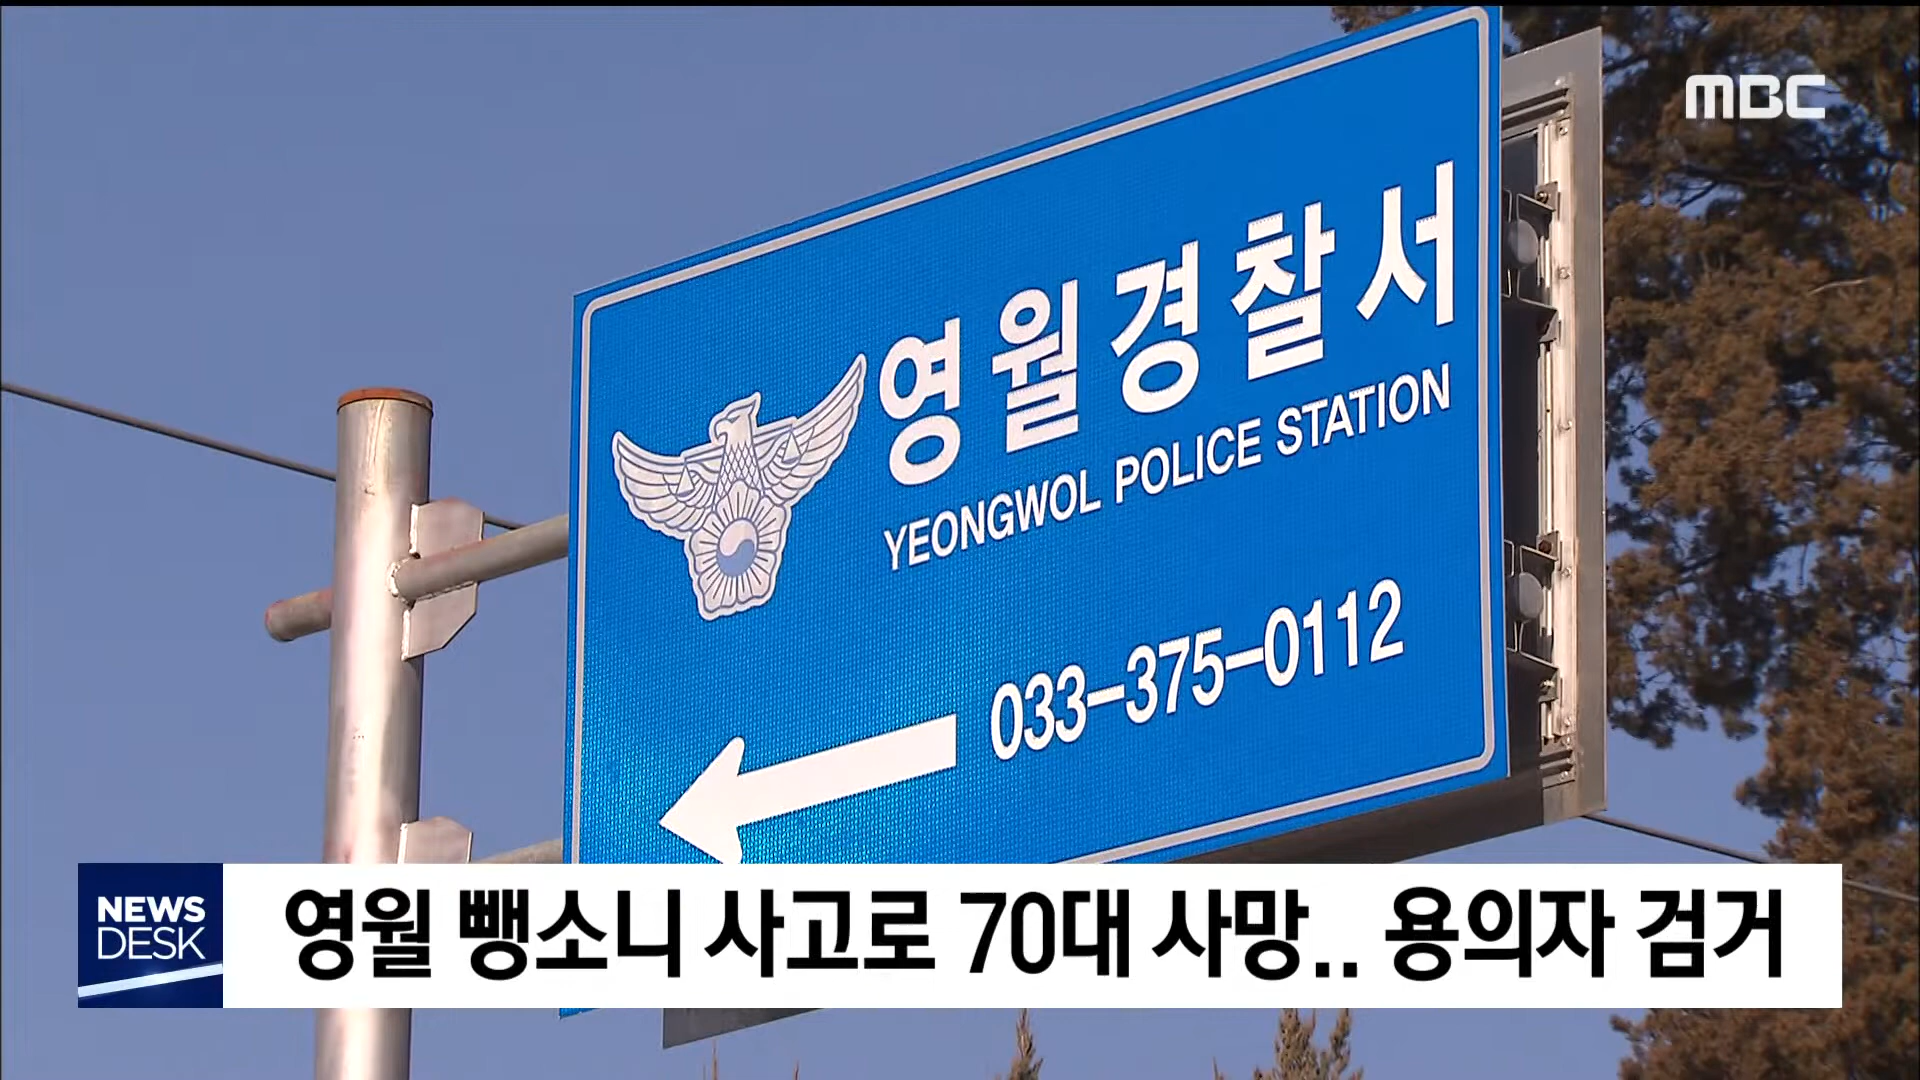 MBC
영월경찰서
YEONGWOL POLICE STATION
033-375-0112
NEWS
DESK
영월 뺑소니 사고로 70대 사망.. 용의자 검거